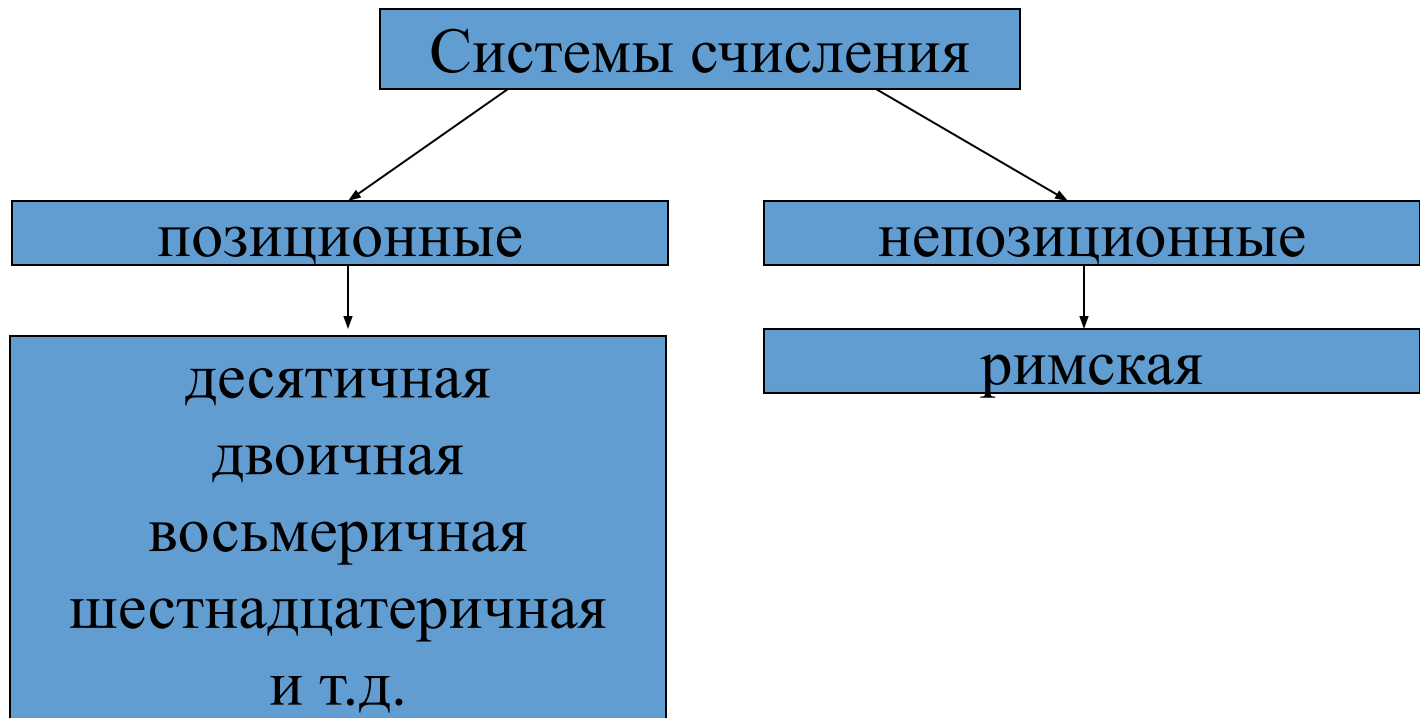 Системы счисления
позиционные
непозиционные
десятичная
двоичная
восьмеричная
шестнадцатеричная
и т.д.
римская